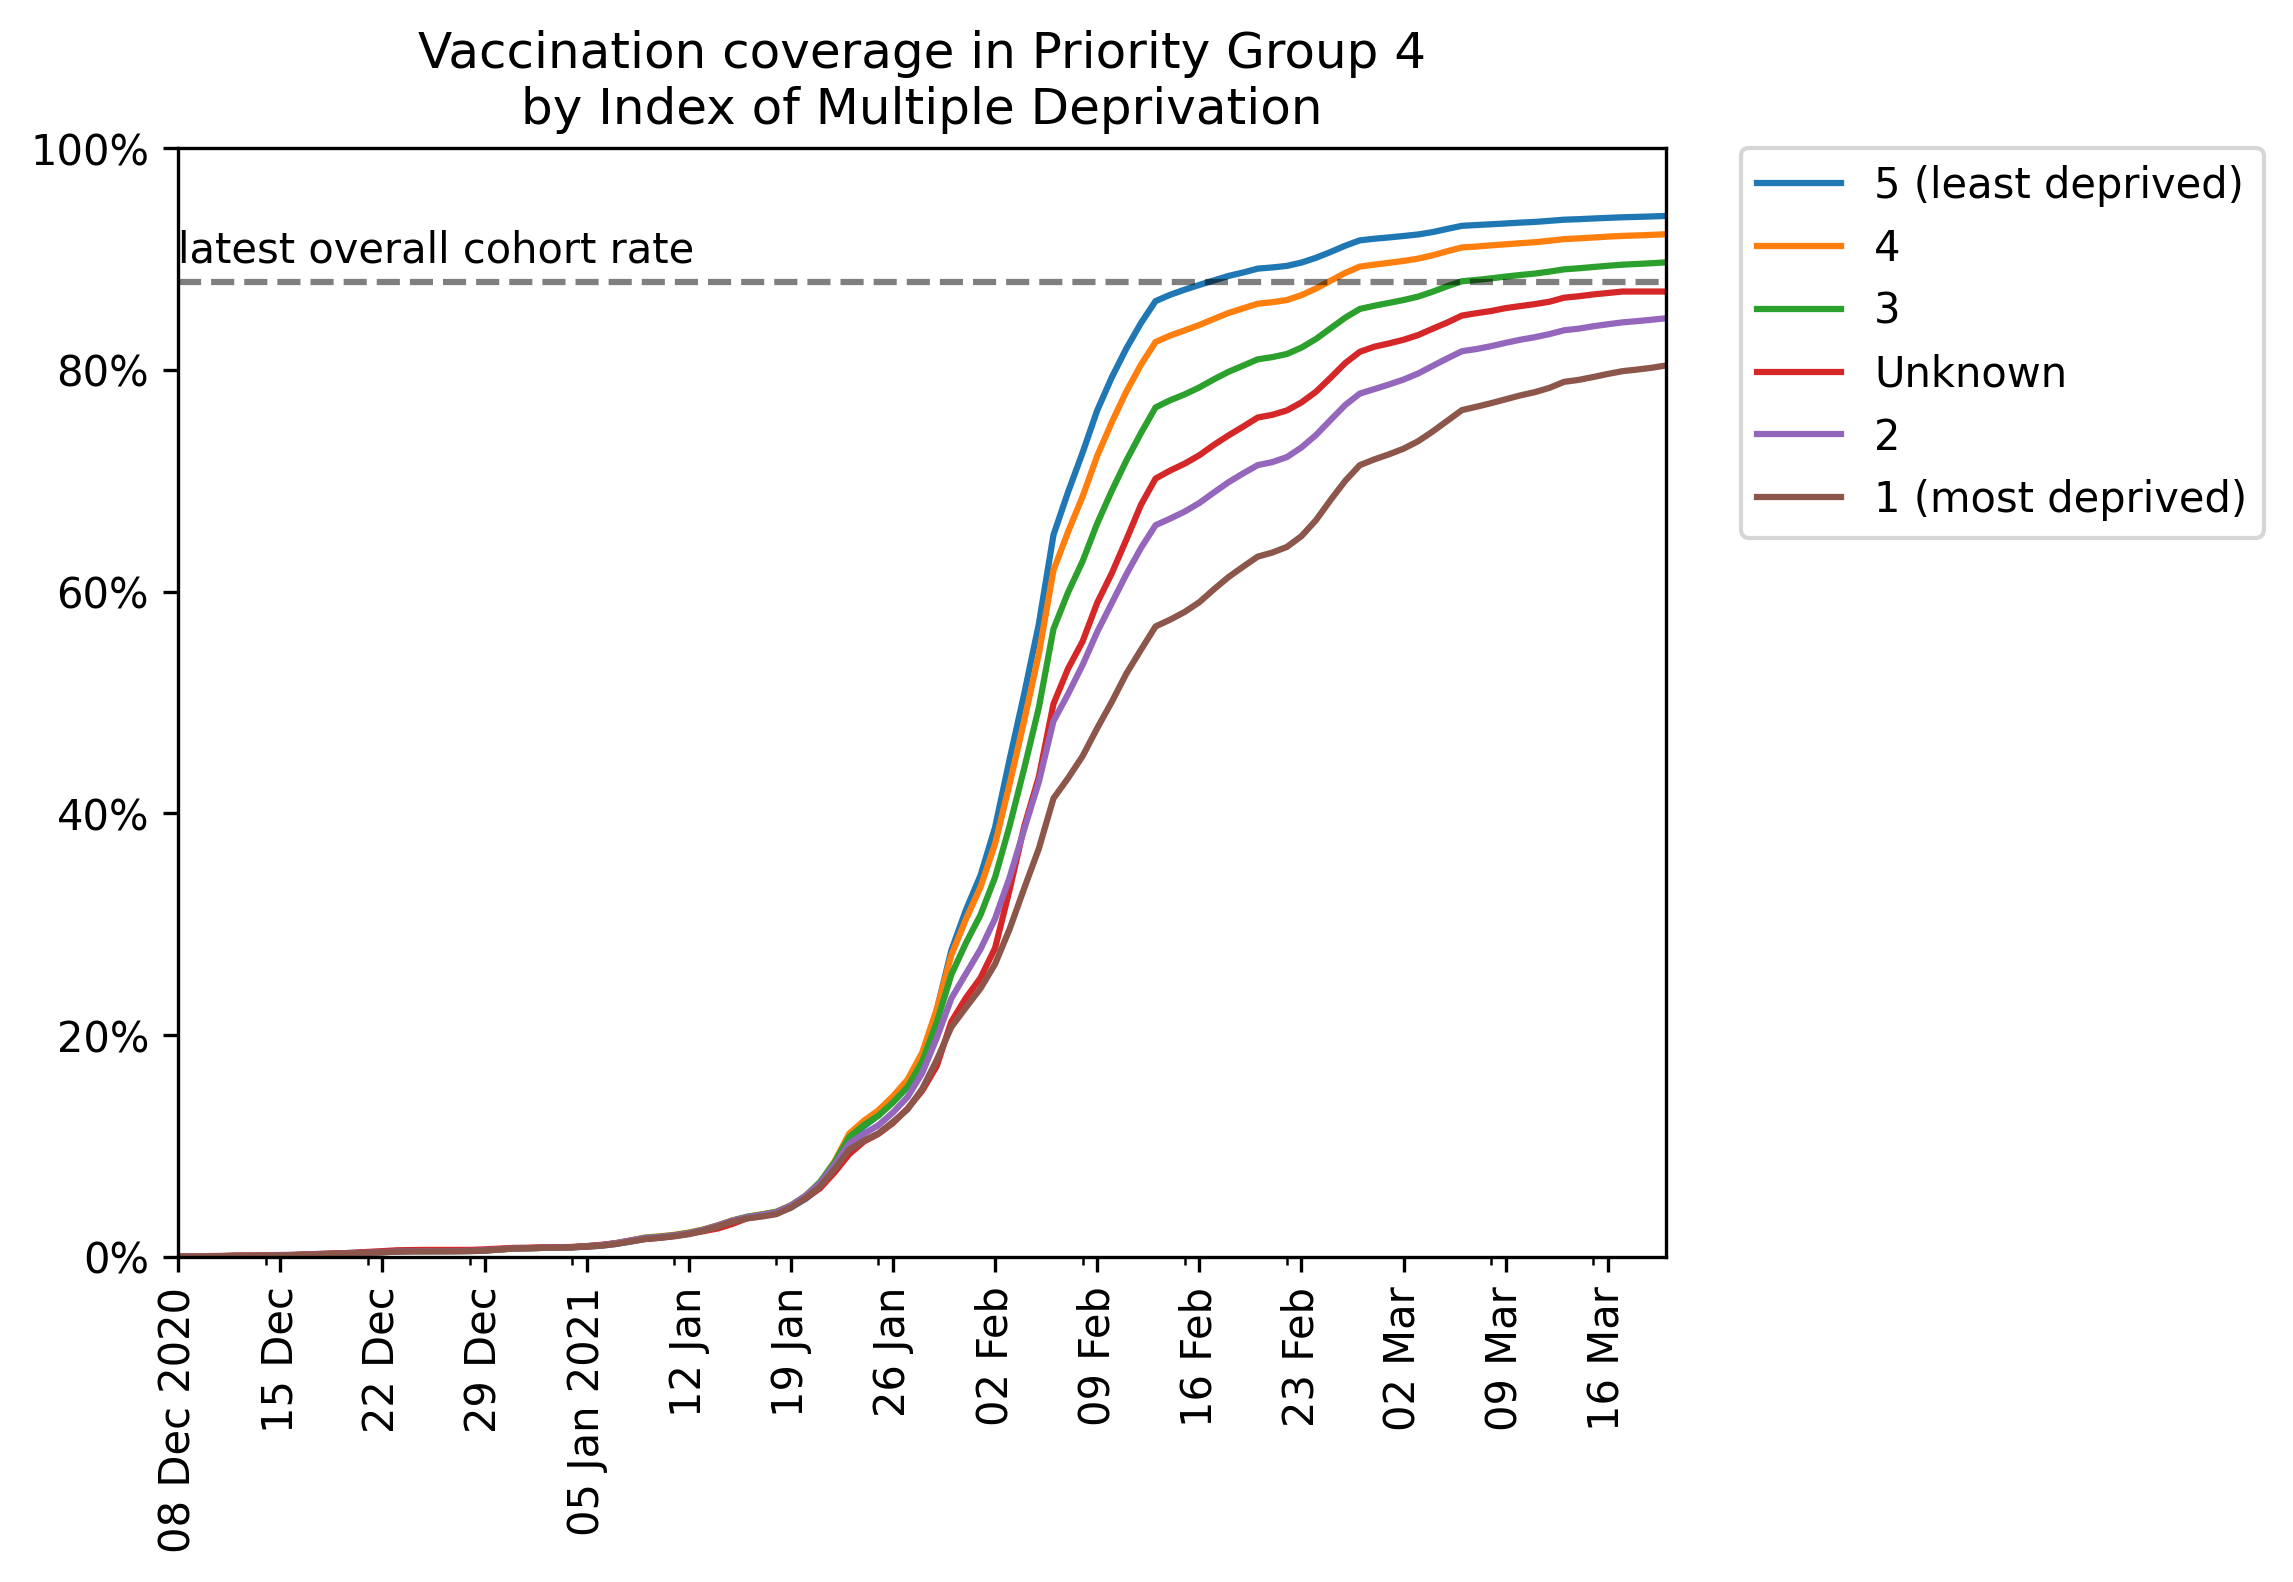 Vaccination coverage in Priority Group 4
by Index of Multiple Deprivation
100%
80%
60%
40%
20%
0%
latest overall cohort rate
08 Dec 2020
15 Dec
22 Dec
29 Dec
05 Jan 2021
12 Jan
19 Jan
26 Jan
02 Feb
09 Feb
16 Feb
23 Feb
02 Mar
09 Mar
16 Mar
5 (least deprived)
4
3
Unknown
2
1 (most deprived)